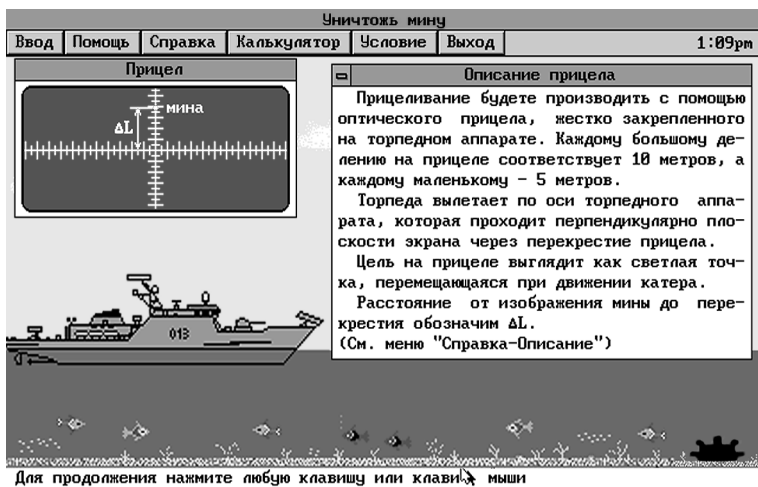 Уничтожь мину
Ввод Помощь Справка Калькулятор Условие Выход 1:09pm
Прицел
мина
ΔL
Описание прицела
Прицеливание будете производить с помощью
оптического прицела, жестко закрепленного
на торпедном аппарате. Каждому большому де-
лению на прицеле соответствует 10 метров, а
каждому маленькому - 5 метров.
Торпеда вылетает по оси торпедного аппа-
рата, которая проходит перпендикулярно пло-
скости экрана через перекрестие прицела.
Цель на прицеле выглядит как светлая точ-
ка, перемещающаяся при движении катера.
Расстояние от изображения мины до пере-
крестия обозначим ΔL.
(См. меню "Справка-Описание")
013
Для продолжения нажмите любую клавишу или клави мыши